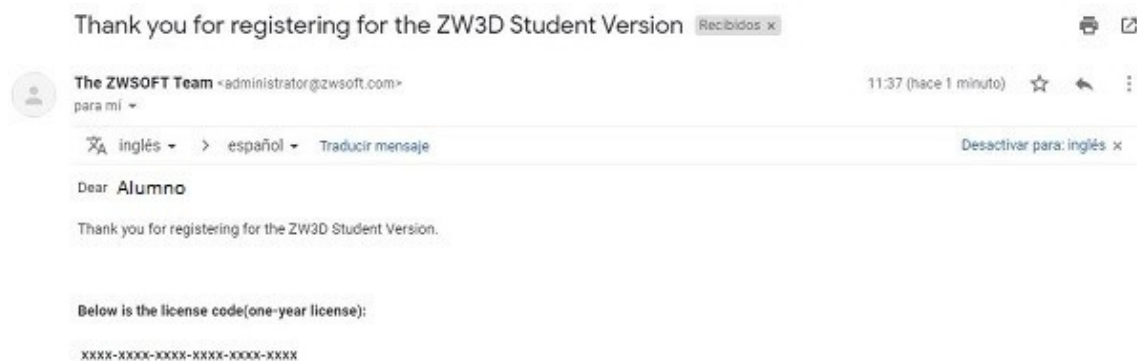 Thank you for registering for the ZW3D Student Version Recibidos x
The ZWSOFT Team <administrator@zwsoft.com> 11:37 (hace 1 minuto)
para mí
inglés > español Traducir mensaje Desactivar para: inglés x
Dear Alumno
Thank you for registering for the ZW3D Student Version.
Below is the license code(one-year license):
xxxx-xxxx-xxxx-xxxx-xxxx-xxxx